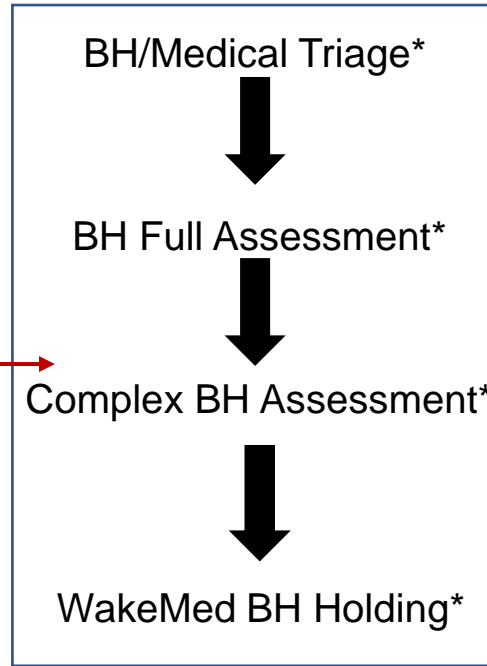 BH/Medical Triage*
BH Full Assessment*
Complex BH Assessment*
WakeMed BH Holding*